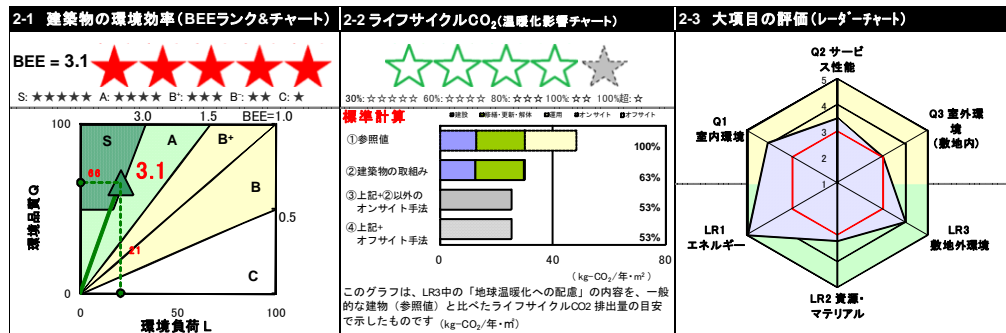 2-1 建築物の環境効率(BEEランク&チャート)
BEE = 3.1
S: ★★★★★ A: ★★★★ B⁺: ★★★ B⁻: ★★ C: ★
3.0 1.5 BEE=1.0
100
S A B⁺
3.1
66
B
0.5
21
C
0
環境品質 Q
0 50 100
環境負荷 L
2-2 ライフサイクルCO₂(温暖化影響チャート)
30%: ☆☆☆☆☆ 60%: ☆☆☆☆ 80%: ☆☆☆ 100%: ☆☆ 100%超: ☆
標準計算
■建設 ■修繕・更新・解体 □運用 ■オンサイト □オフサイト
①参照値 100%
②建築物の取組み 63%
③上記+②以外の
オンサイト手法 53%
④上記+
オフサイト手法 53%
0 40 80
(kg-CO₂/年・m²)
このグラフは、LR3中の「地球温暖化への配慮」の内容を、一般
的な建物(参照値)と比べたライフサイクルCO2 排出量の目安
で示したものです (kg-CO₂/年・㎡)
2-3 大項目の評価(レーダーチャート)
Q2 サービ
ス性能
5
4
3
2
1
Q3 室外環
境
(敷地内)
Q1
室内環境
LR1
エネルギー
LR3
敷地外環境
LR2 資源・
マテリアル